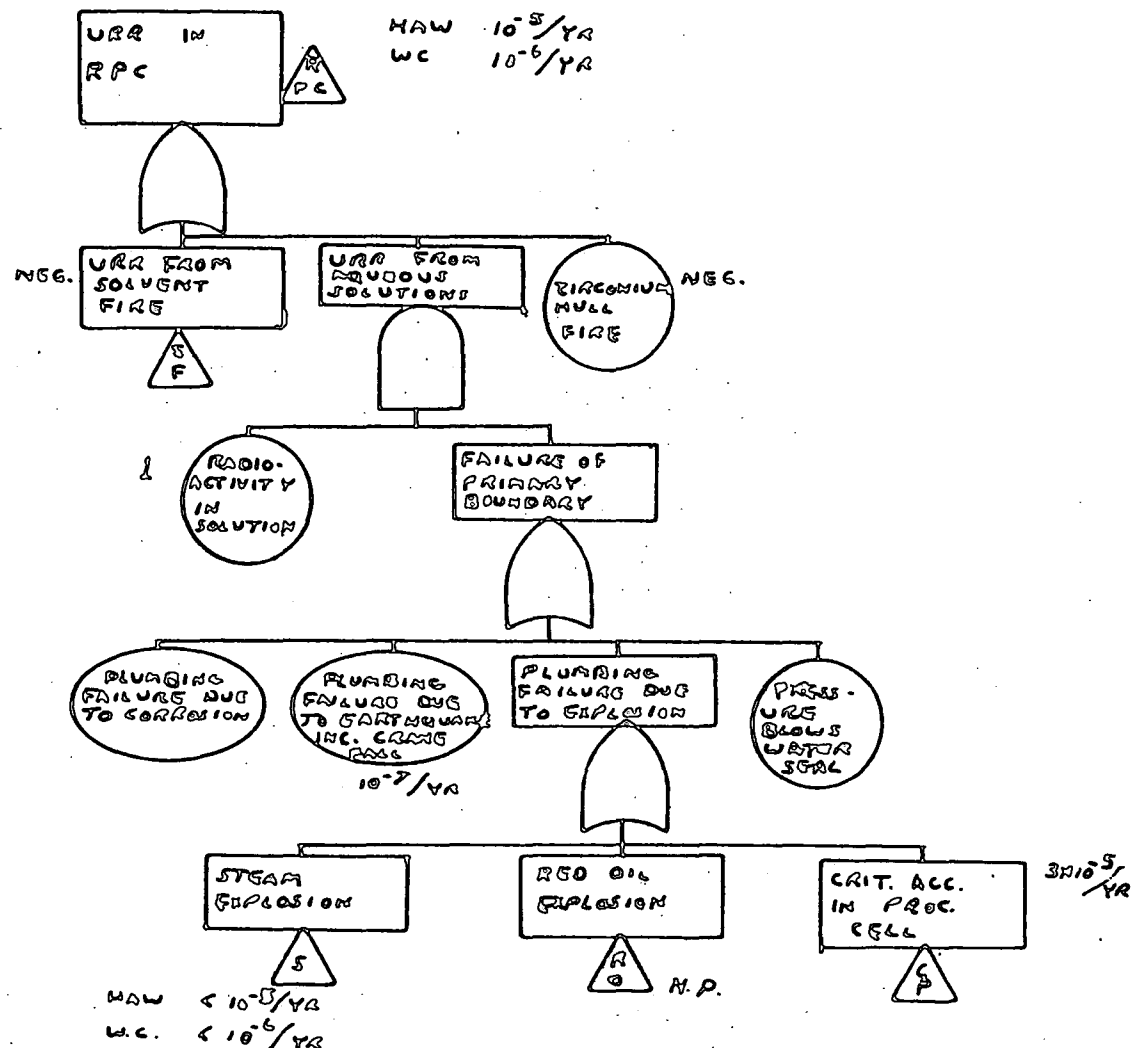 URR IN
RPC
R
PC
HAW 10⁻⁵/YR
WC 10⁻⁶/YR
NEG.
URR FROM
SOLVENT
FIRE
S
F
URR FROM
AQUEOUS
SOLUTIONS
ZIRCONIUM
HULL
FIRE
NEG.
1
RADIO-
ACTIVITY
IN
SOLUTION
FAILURE OF
PRIMARY
BOUNDARY
PLUMBING
FAILURE DUE
TO CORROSION
PLUMBING
FAILURE DUE
TO EARTHQUAKE
INC. CRANE
FALL
10⁻⁷/YR
PLUMBING
FAILURE DUE
TO EXPLOSION
PRESS-
URE
BLOWS
WATER
SEAL
STEAM
EXPLOSION
S
HAW < 10⁻⁵/YR
W.C. < 10⁻⁶/YR
RED OIL
EXPLOSION
R
O
N.P.
CRIT. ACC.
IN PROC.
CELL
C
P
3X10⁻⁵
/YR